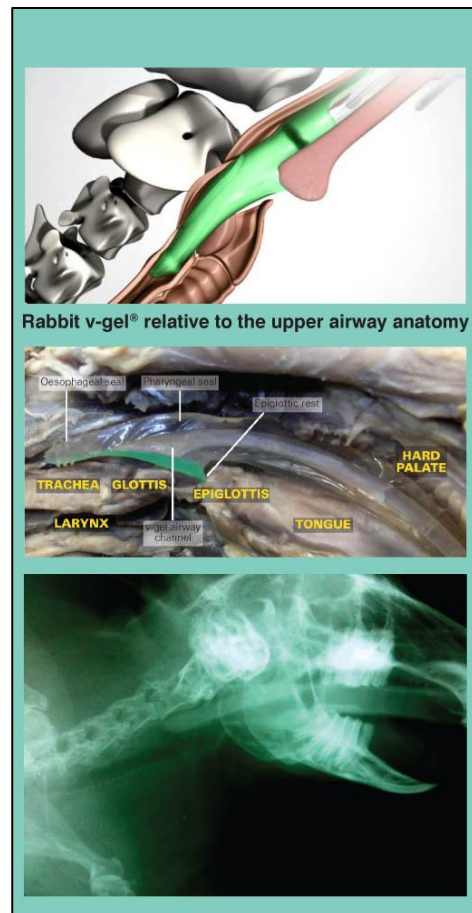 Rabbit v-gel® relative to the upper airway anatomy
Oesophageal seal
Pharyngeal seal
Epiglottic rest
HARD
PALATE
TRACHEA GLOTTIS
EPIGLOTTIS
LARYNX
v-gel airway
channel
TONGUE